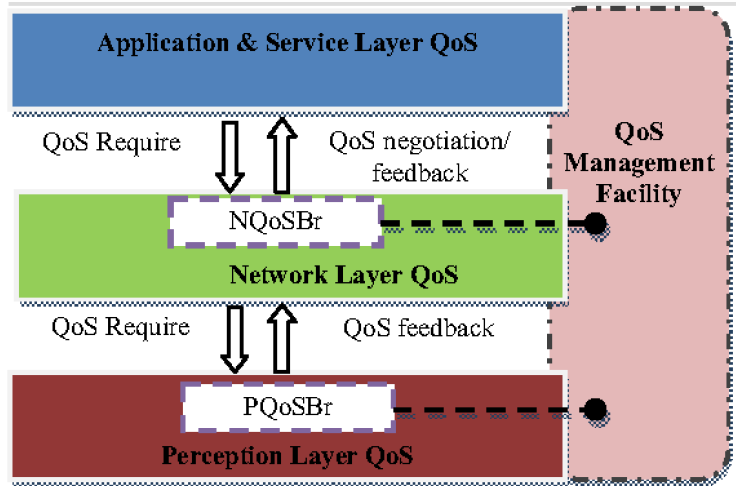 Application & Service Layer QoS
QoS Require
QoS negotiation/
feedback
QoS
Management
Facility
NQoSBr
Network Layer QoS
QoS Require
QoS feedback
PQoSBr
Perception Layer QoS